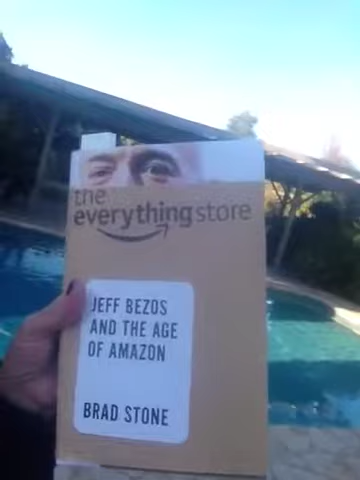 the
everything store
JEFF BEZOS
AND THE AGE
OF AMAZON
BRAD STONE